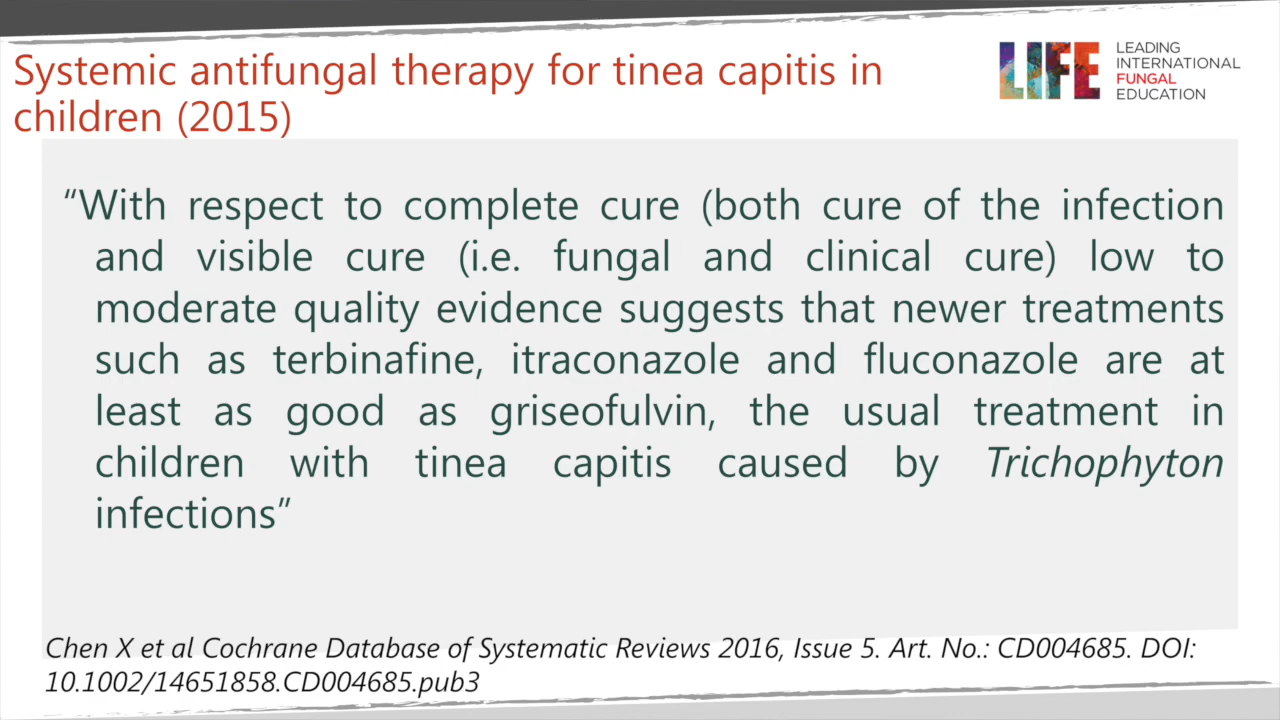 Systemic antifungal therapy for tinea capitis in
children (2015)
LIFE
LEADING
INTERNATIONAL
FUNGAL
EDUCATION
“With respect to complete cure (both cure of the infection
and visible cure (i.e. fungal and clinical cure) low to
moderate quality evidence suggests that newer treatments
such as terbinafine, itraconazole and fluconazole are at
least as good as griseofulvin, the usual treatment in
children with tinea capitis caused by Trichophyton
infections”
Chen X et al Cochrane Database of Systematic Reviews 2016, Issue 5. Art. No.: CD004685. DOI:
10.1002/14651858.CD004685.pub3